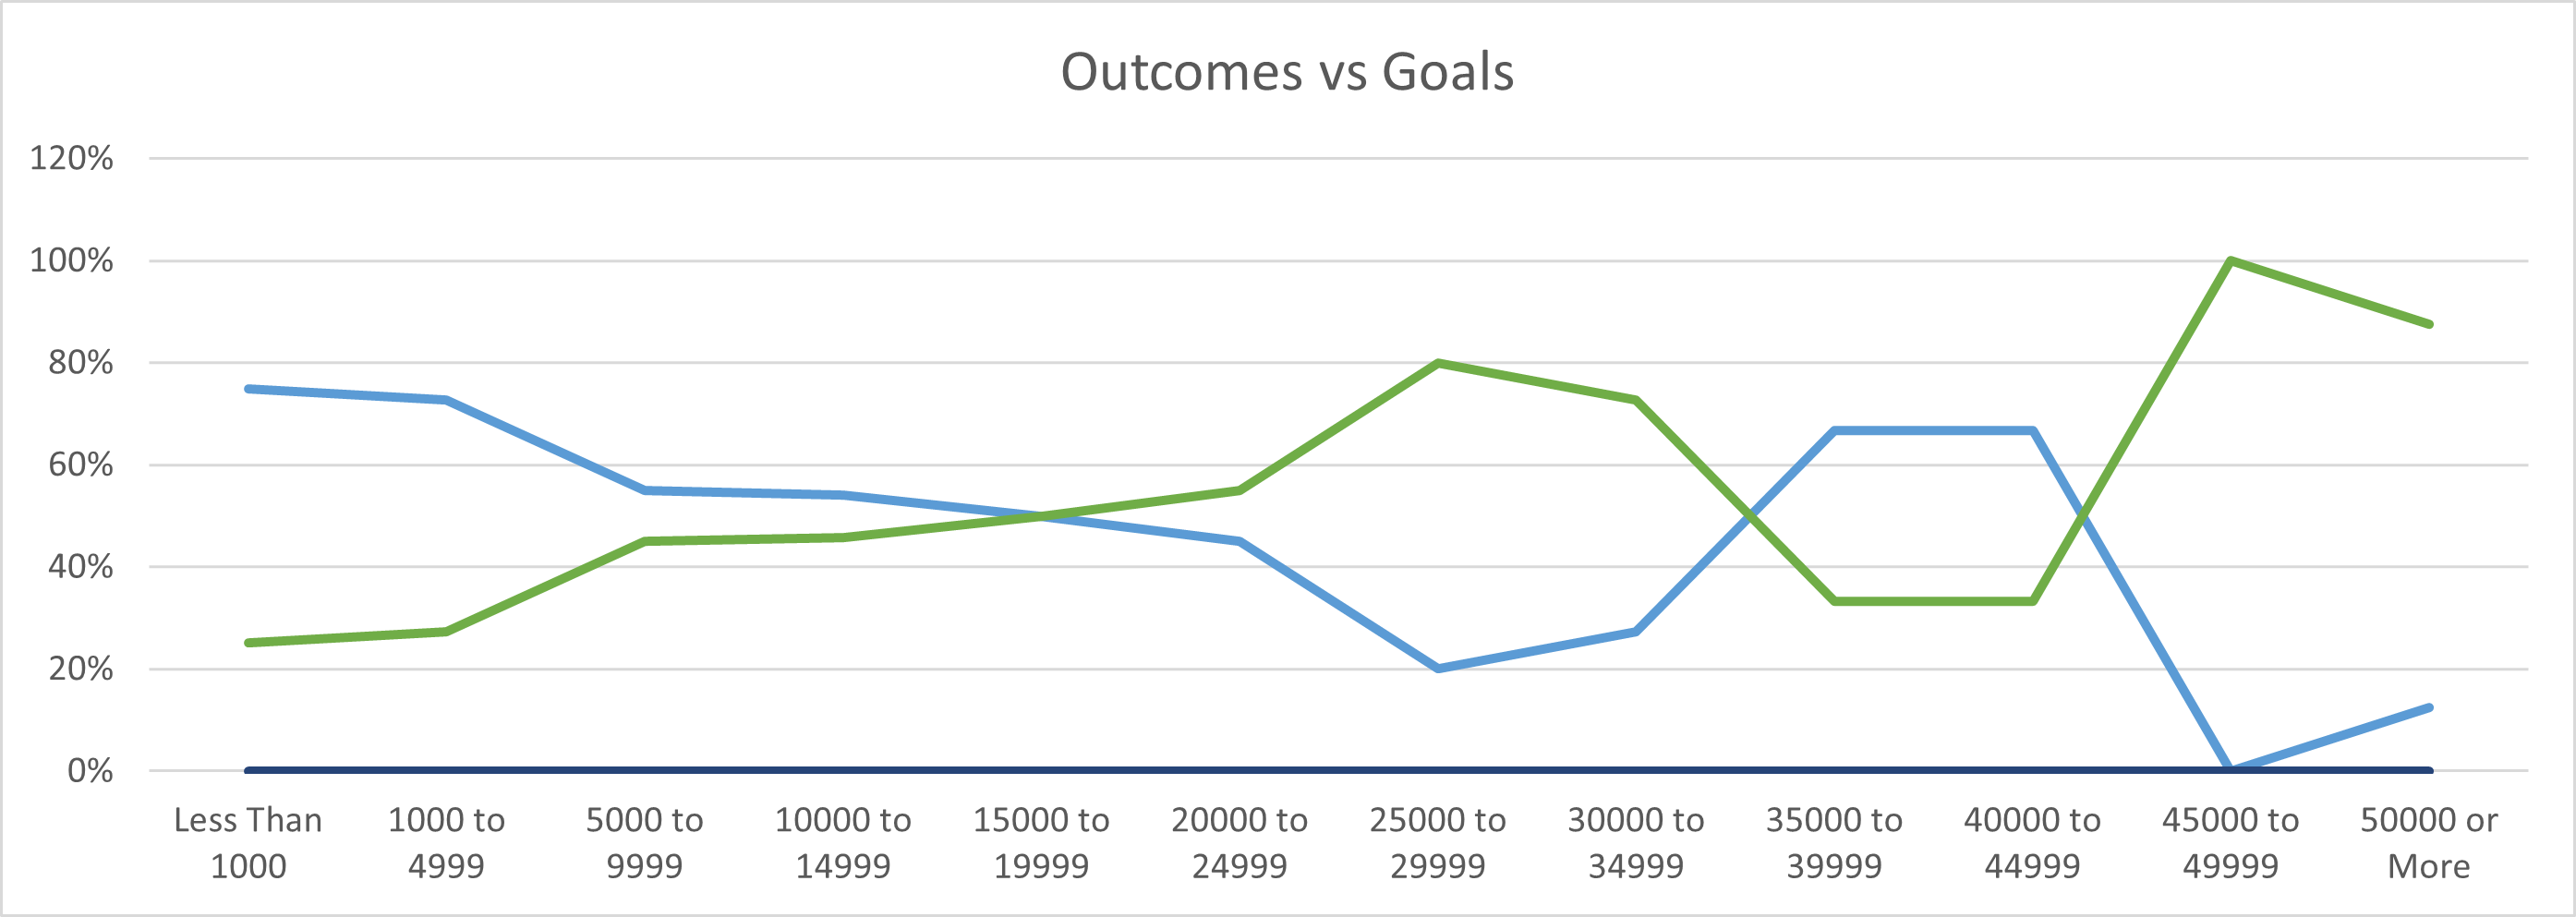 Outcomes vs Goals
120%
100%
80%
60%
40%
20%
0%
Less Than
1000
1000 to
4999
5000 to
9999
10000 to
14999
15000 to
19999
20000 to
24999
25000 to
29999
30000 to
34999
35000 to
39999
40000 to
44999
45000 to
49999
50000 or
More